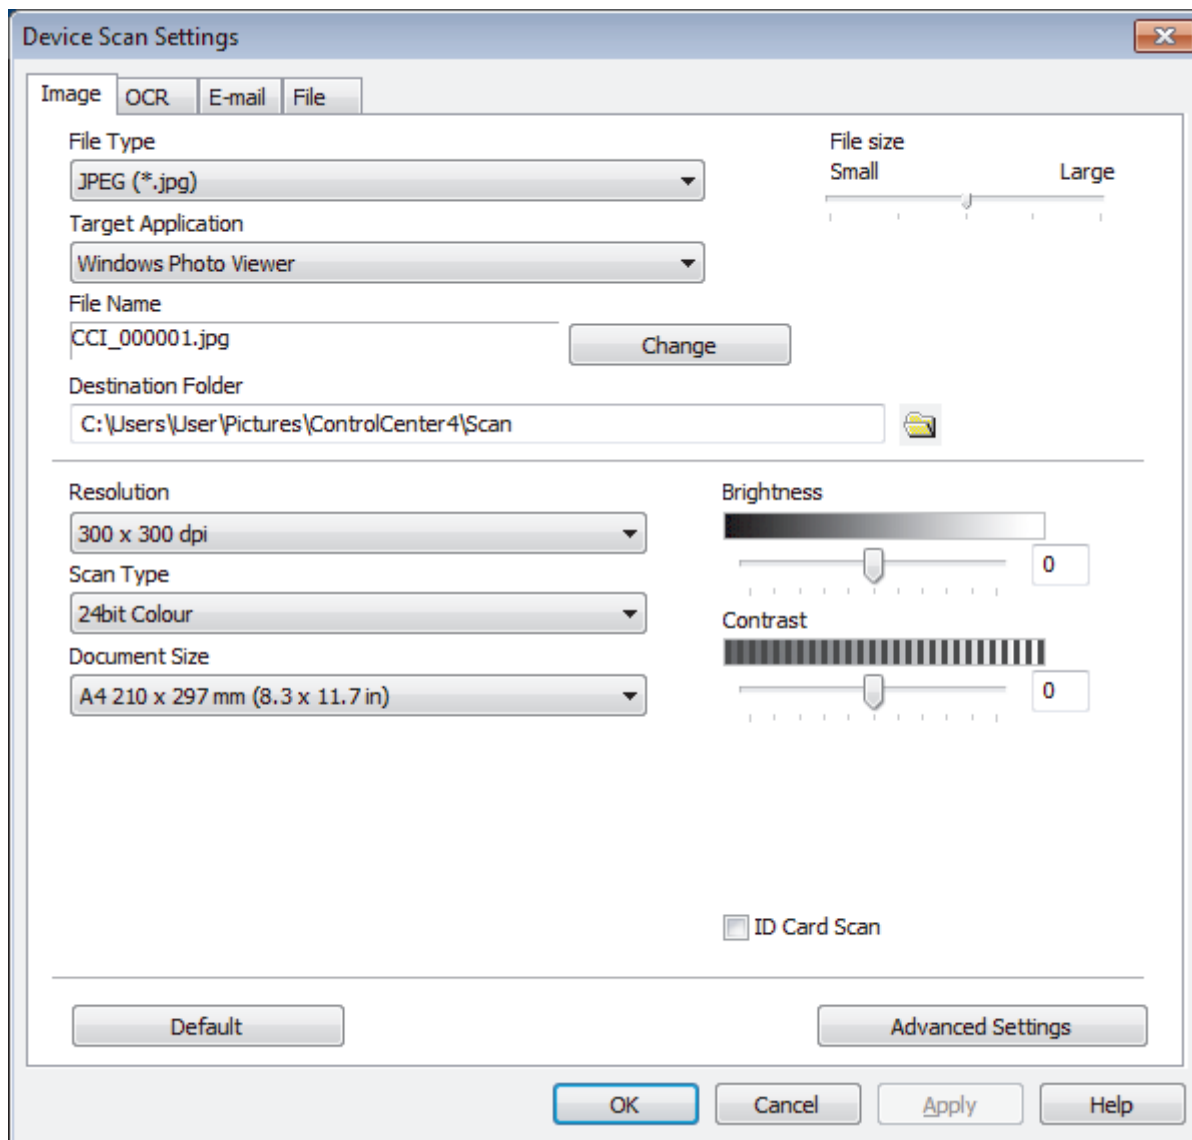 Device Scan Settings
Image OCR E-mail File
File Type
JPEG (*.jpg)
File size
Small Large
Target Application
Windows Photo Viewer
File Name
CCI_000001.jpg
Change
Destination Folder
C:\Users\User\Pictures\ControlCenter4\Scan
Resolution
300 x 300 dpi
Scan Type
24bit Colour
Document Size
A4 210 x 297 mm (8.3 x 11.7 in)
Brightness
0
Contrast
0
ID Card Scan
Default
Advanced Settings
OK Cancel Apply Help